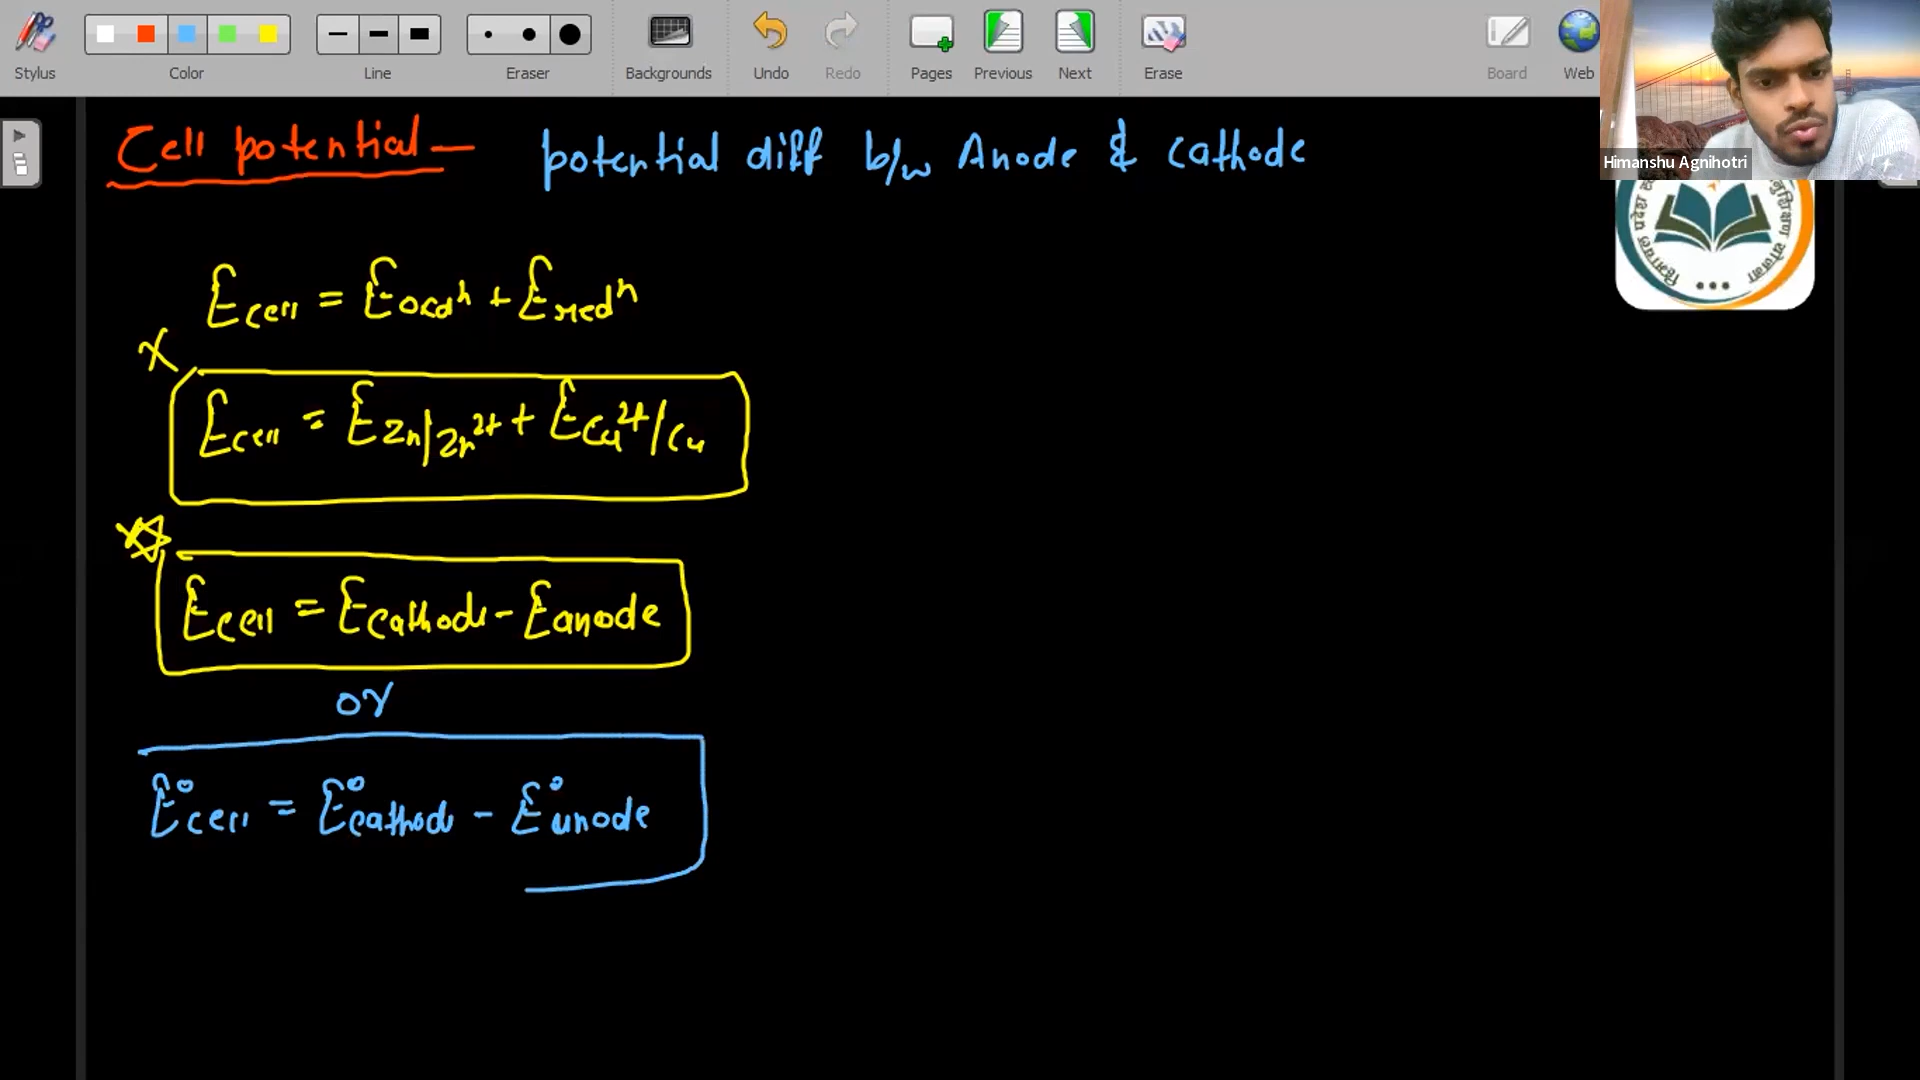 Stylus Color Line Eraser Backgrounds Undo Redo Pages Previous Next Erase Board Web
Himanshu Agnihotri
Cell potential — potential diff b/w Anode & Cathode
Ecell = Eoxdⁿ + Eredⁿ
X
Ecell = EZn|Zn²⁺ + ECu²⁺/Cu
Ecell = Ecathode - Eanode
or
E°cell = E°cathode - E°anode